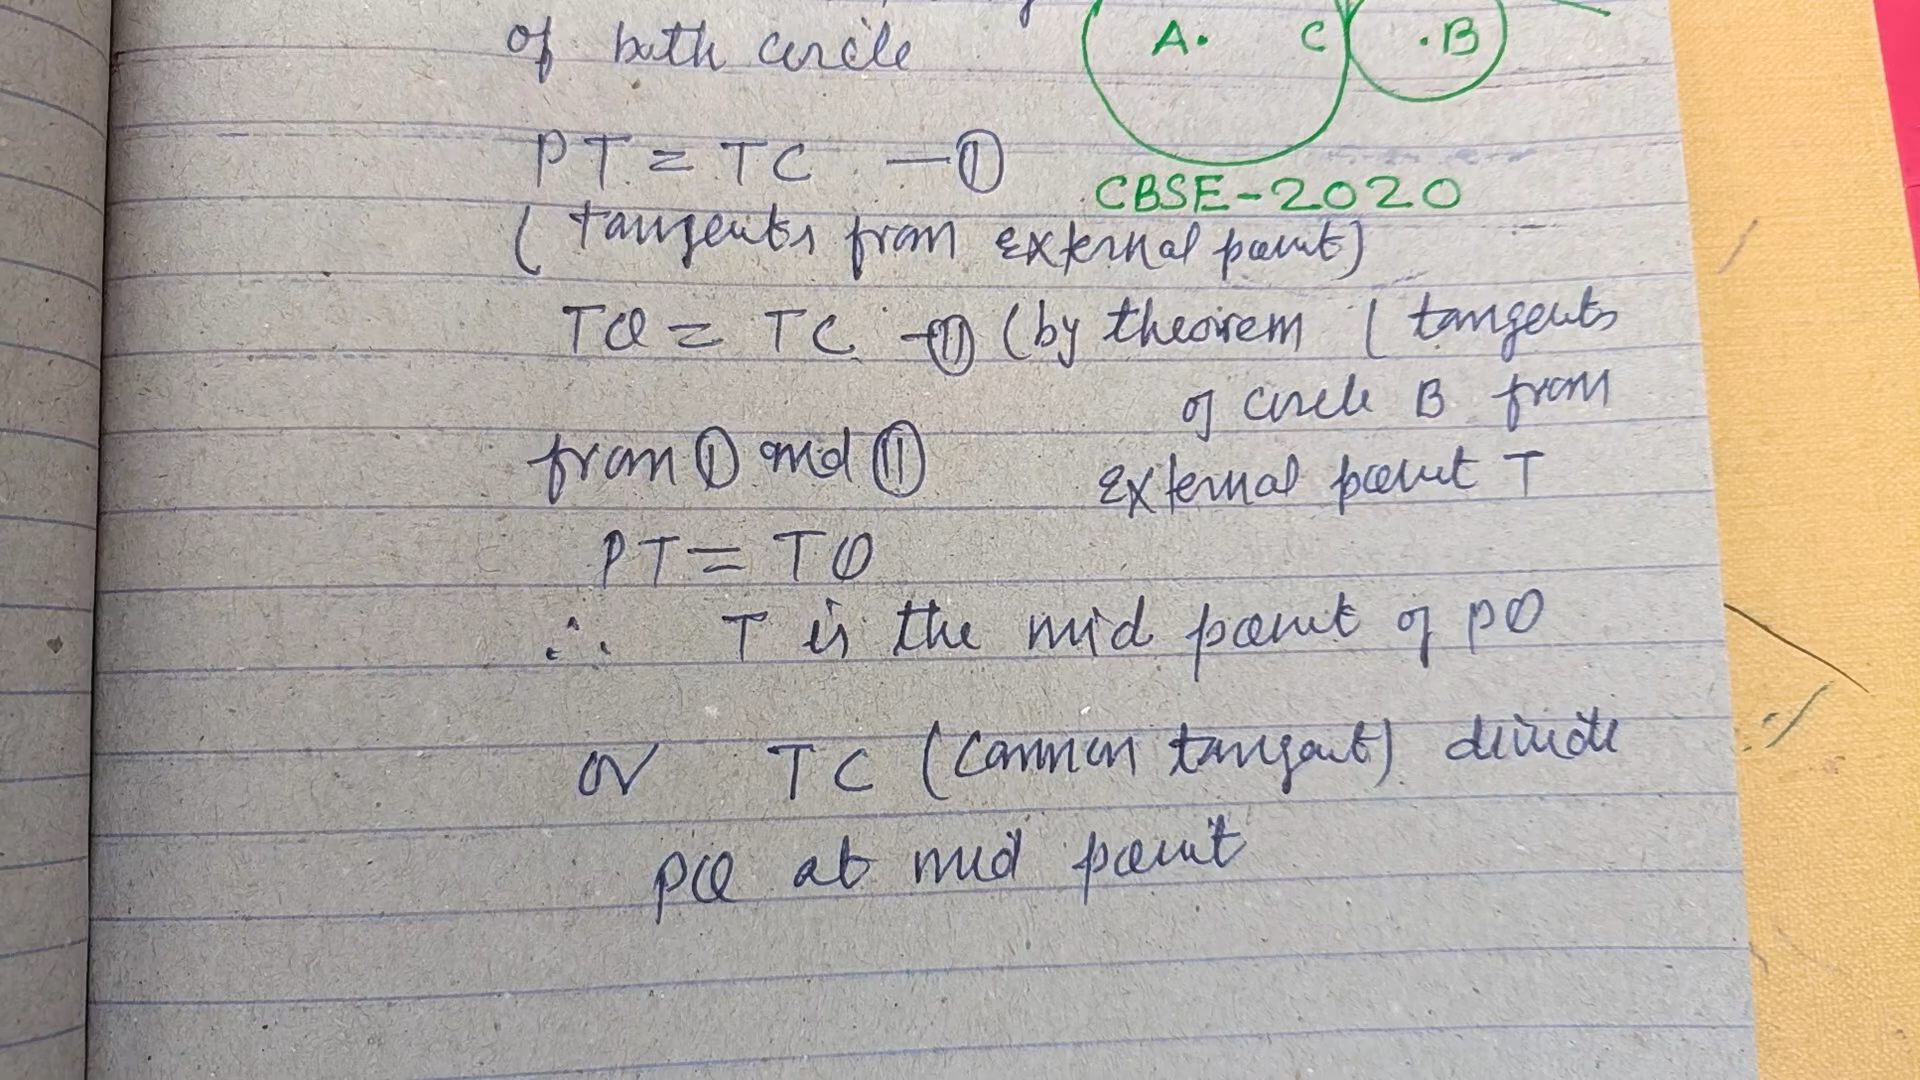 of both circle
A. C .B
PT = TC — ①
CBSE-2020
( tangents from external point)
TQ = TC — ⑪ (by theorem ( tangents
of circle B from
from ① and ⑪
external point T
PT = TQ
∴ T is the mid point of PQ
or TC (common tangent) divide
PQ at mid point